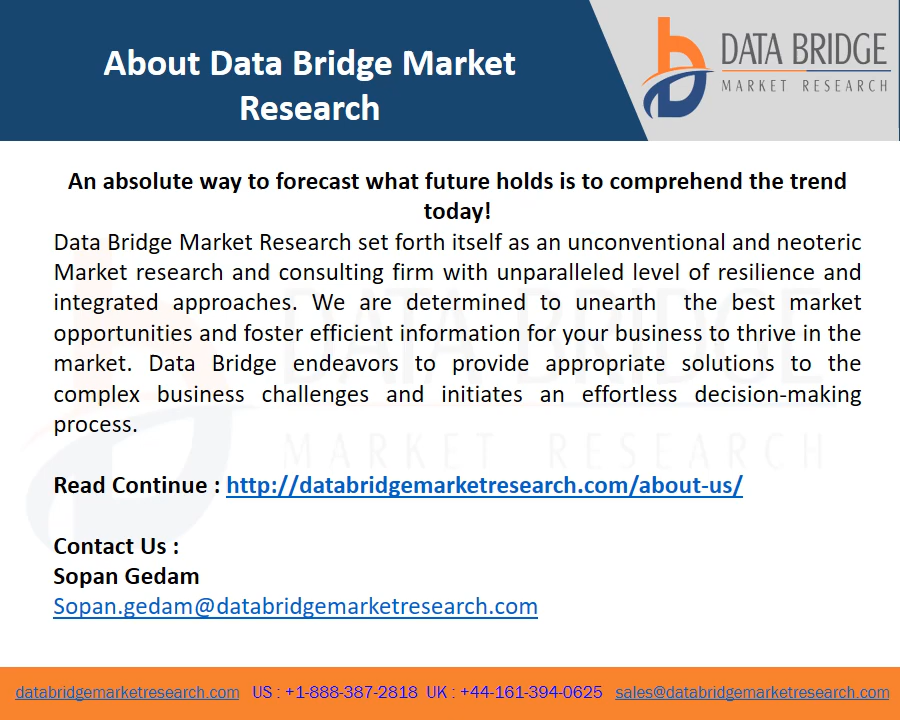 About Data Bridge Market
Research
DATA BRIDGE
MARKET RESEARCH
An absolute way to forecast what future holds is to comprehend the trend
today!
Data Bridge Market Research set forth itself as an unconventional and neoteric
Market research and consulting firm with unparalleled level of resilience and
integrated approaches. We are determined to unearth the best market
opportunities and foster efficient information for your business to thrive in the
market. Data Bridge endeavors to provide appropriate solutions to the
complex business challenges and initiates an effortless decision-making
process.
DATA BRIDGE
MARKET RESEARCH
Read Continue : http://databridgemarketresearch.com/about-us/
Contact Us :
Sopan Gedam
Sopan.gedam@databridgemarketresearch.com
databridgemarketresearch.com US : +1-888-387-2818 UK : +44-161-394-0625 sales@databridgemarketresearch.com